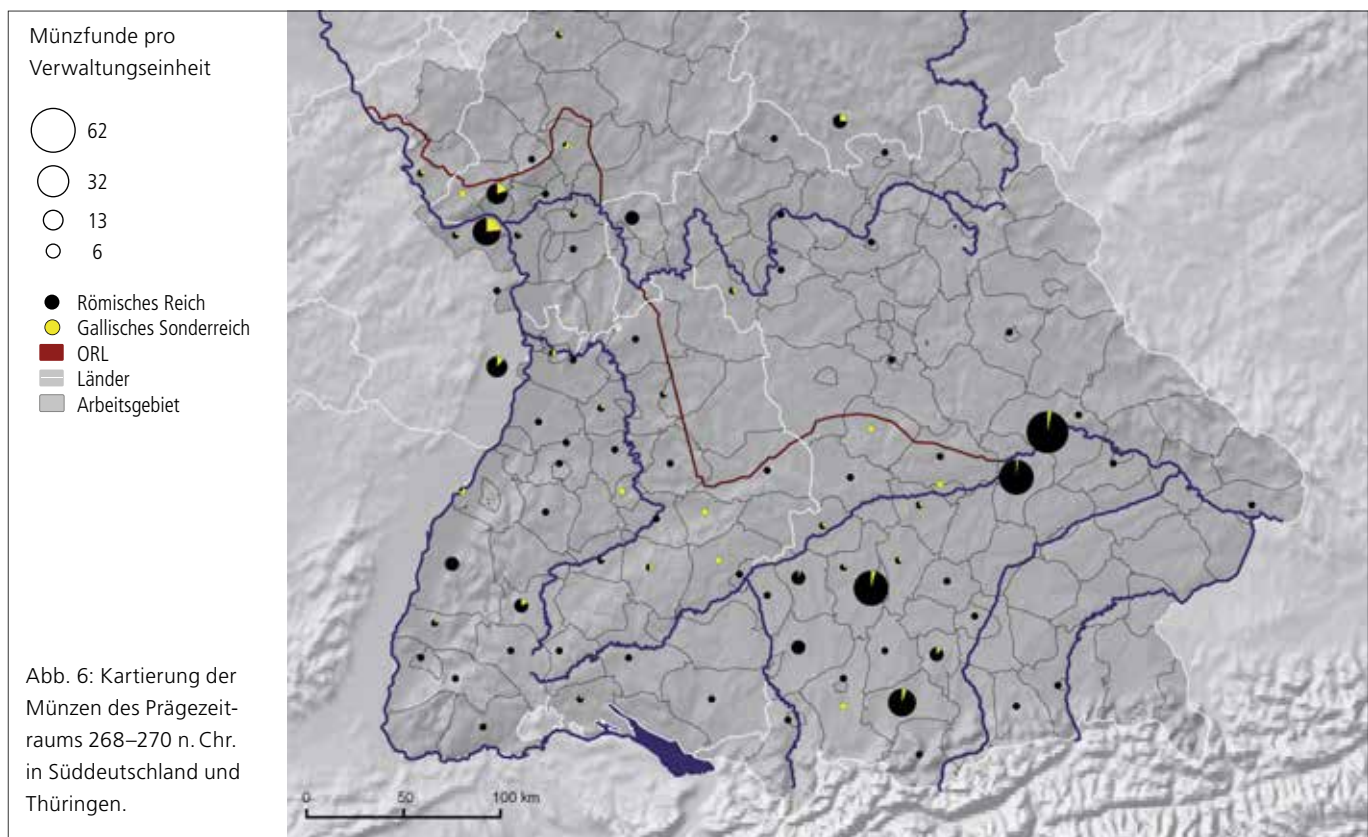 Münzfunde pro
Verwaltungseinheit
62
32
13
6
Römisches Reich
Gallisches Sonderreich
ORL
Länder
Arbeitsgebiet
Abb. 6: Kartierung der
Münzen des Prägezeit-
raums 268–270 n. Chr.
in Süddeutschland und
Thüringen.
0 50 100 km